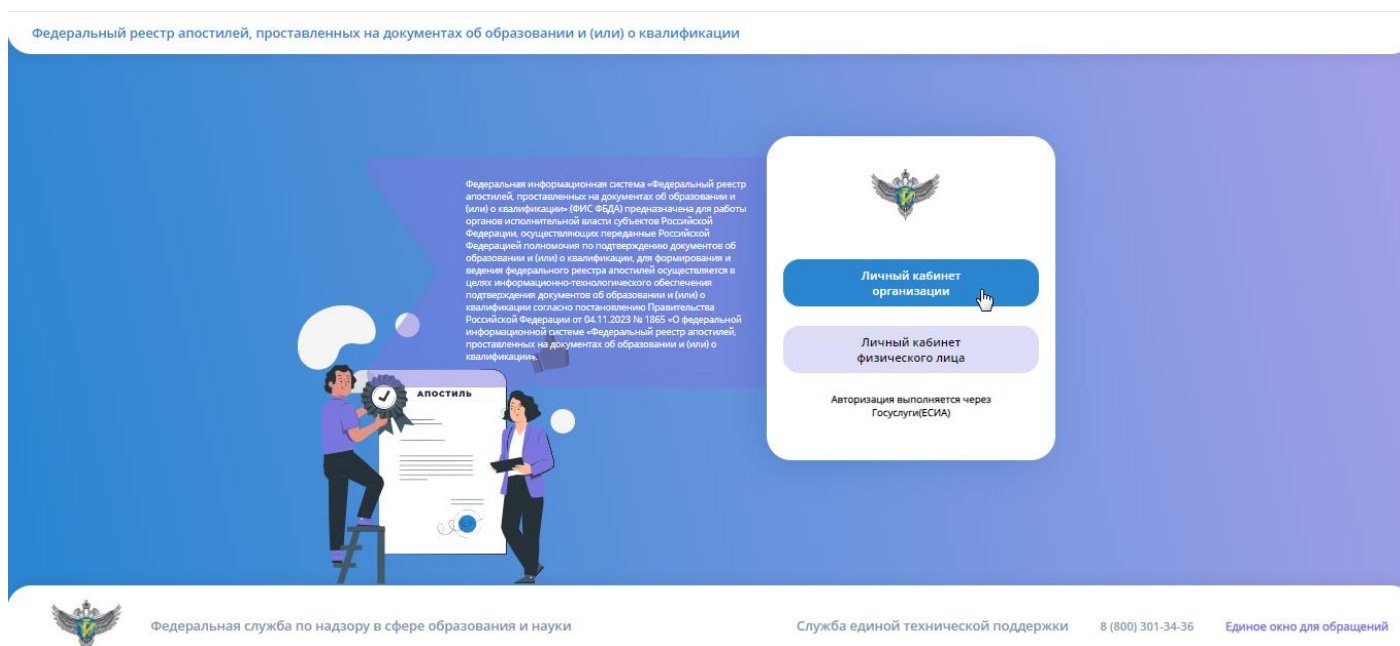 Федеральный реестр апостилей, проставленных на документах об образовании и (или) о квалификации
Федеральная информационная система «Федеральный реестр
апостилей, проставленных на документах об образовании и
(или) о квалификации» (ФИС ФБДА) предназначена для работы
органов исполнительной власти субъектов Российской
Федерации, осуществляющих переданные Российской
Федерацией полномочия по подтверждению документов об
образовании и (или) о квалификации, для формирования и
ведения федерального реестра апостилей осуществляется в
целях информационно-технологического обеспечения
подтверждения документов об образовании и (или) о
квалификации согласно постановлению Правительства
Российской Федерации от 04.11.2023 № 1865 «О федеральной
информационной системе «Федеральный реестр апостилей,
проставленных на документах об образовании и (или) о
квалификации».
АПОСТИЛЬ
Личный кабинет
организации
Личный кабинет
физического лица
Авторизация выполняется через
Госуслуги(ЕСИА)
Федеральная служба по надзору в сфере образования и науки
Служба единой технической поддержки
8 (800) 301-34-36
Единое окно для обращений